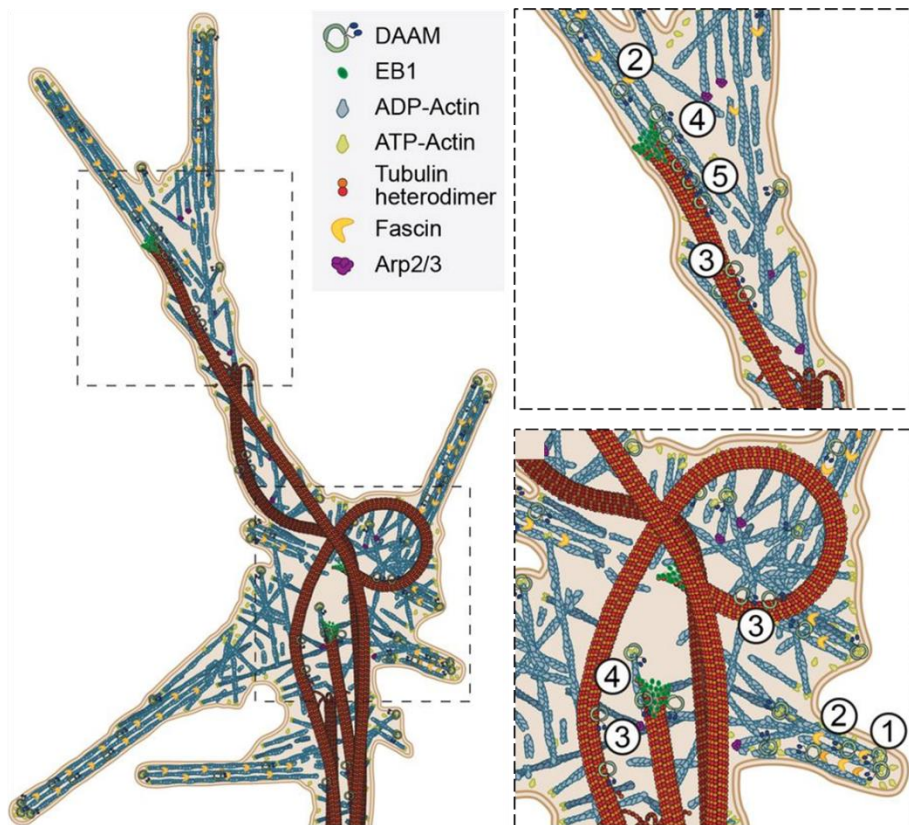 DAAM
EB1
ADP-Actin
ATP-Actin
Tubulin
heterodimer
Fascin
Arp2/3
2
4
5
3
3
4
3
2
1